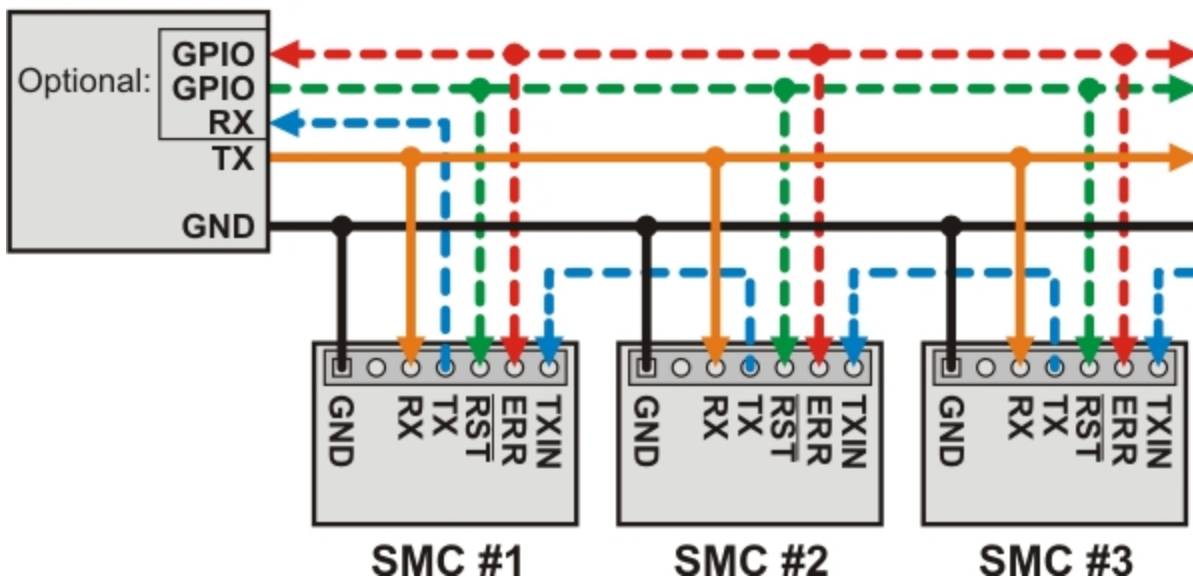 GPIO
Optional: GPIO
RX
TX
GND
GND RX TX RST ERR TXIN
GND RX TX RST ERR TXIN
GND RX TX RST ERR TXIN
SMC #1 SMC #2 SMC #3